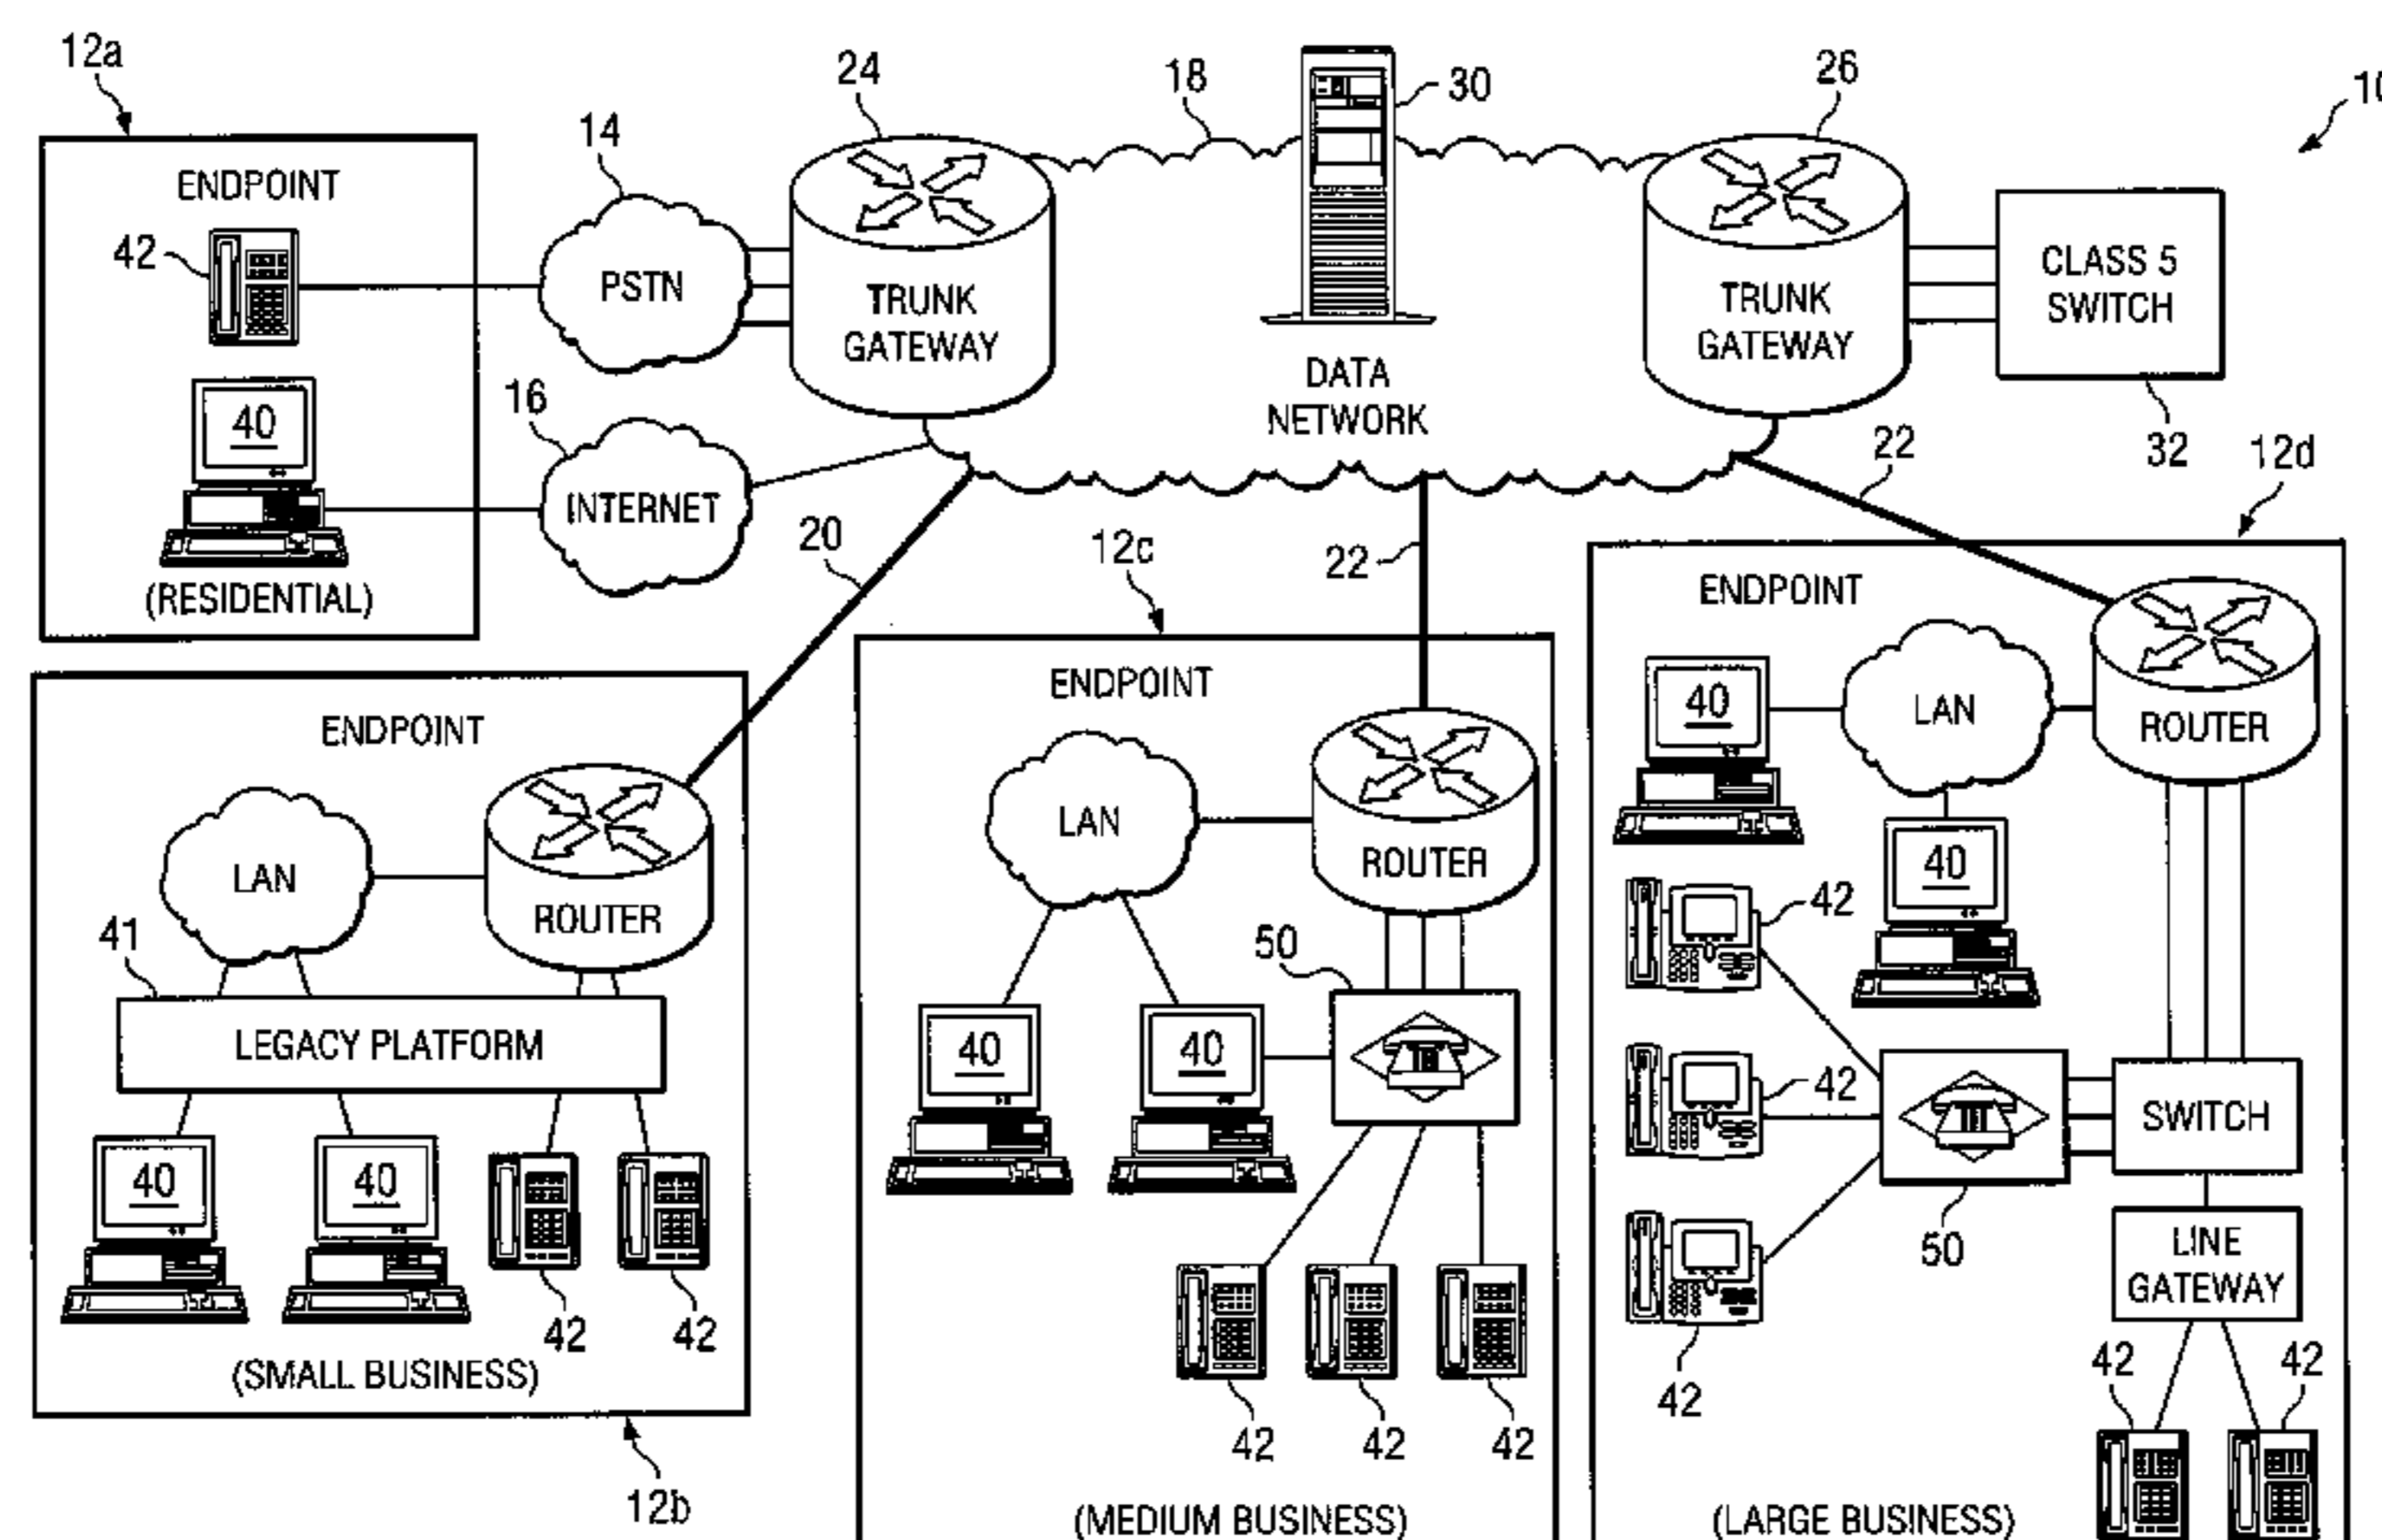 12a
24
18
30
26
10
14
ENDPOINT
42
PSTN
TRUNK
GATEWAY
TRUNK
GATEWAY
CLASS 5
SWITCH
DATA
NETWORK
32
40
16
INTERNET
(RESIDENTIAL)
20
22
22
12c
12d
ENDPOINT
LAN
ROUTER
41
LEGACY PLATFORM
40
40
42
42
(SMALL BUSINESS)
12b
ENDPOINT
LAN
ROUTER
50
40
40
42
42
42
(MEDIUM BUSINESS)
ENDPOINT
40
LAN
ROUTER
40
42
42
42
50
SWITCH
LINE
GATEWAY
42
42
(LARGE BUSINESS)